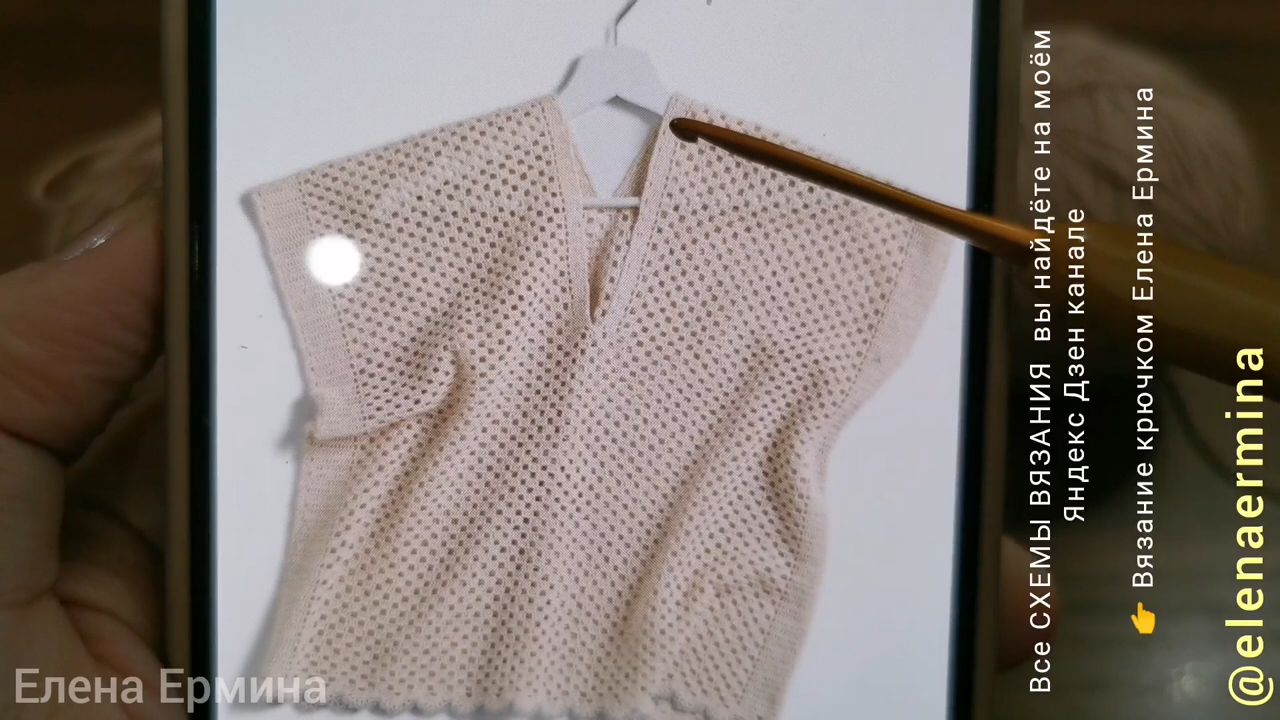 Все СХЕМЫ ВЯЗАНИЯ вы найдёте на моём
Яндекс Дзен канале
👉 Вязание крючком Елена Ермина
@elenaermina
Елена Ермина